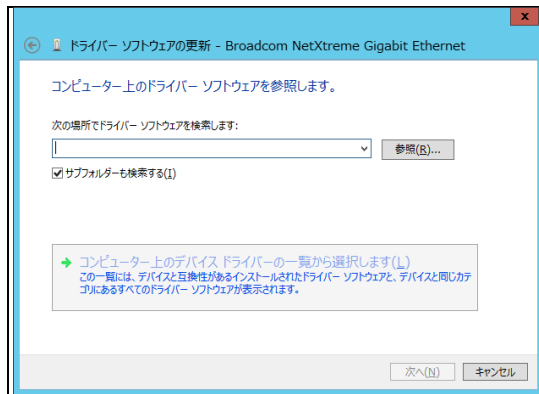 ドライバー ソフトウェアの更新 - Broadcom NetXtreme Gigabit Ethernet
コンピューター上のドライバー ソフトウェアを参照します。
次の場所でドライバー ソフトウェアを検索します:
参照(R)...
サブフォルダーも検索する(I)
コンピューター上のデバイス ドライバーの一覧から選択します(L)
この一覧には、デバイスと互換性があるインストールされたドライバー ソフトウェアと、デバイスと同じカテ
ゴリにあるすべてのドライバー ソフトウェアが表示されます。
次へ(N)
キャンセル